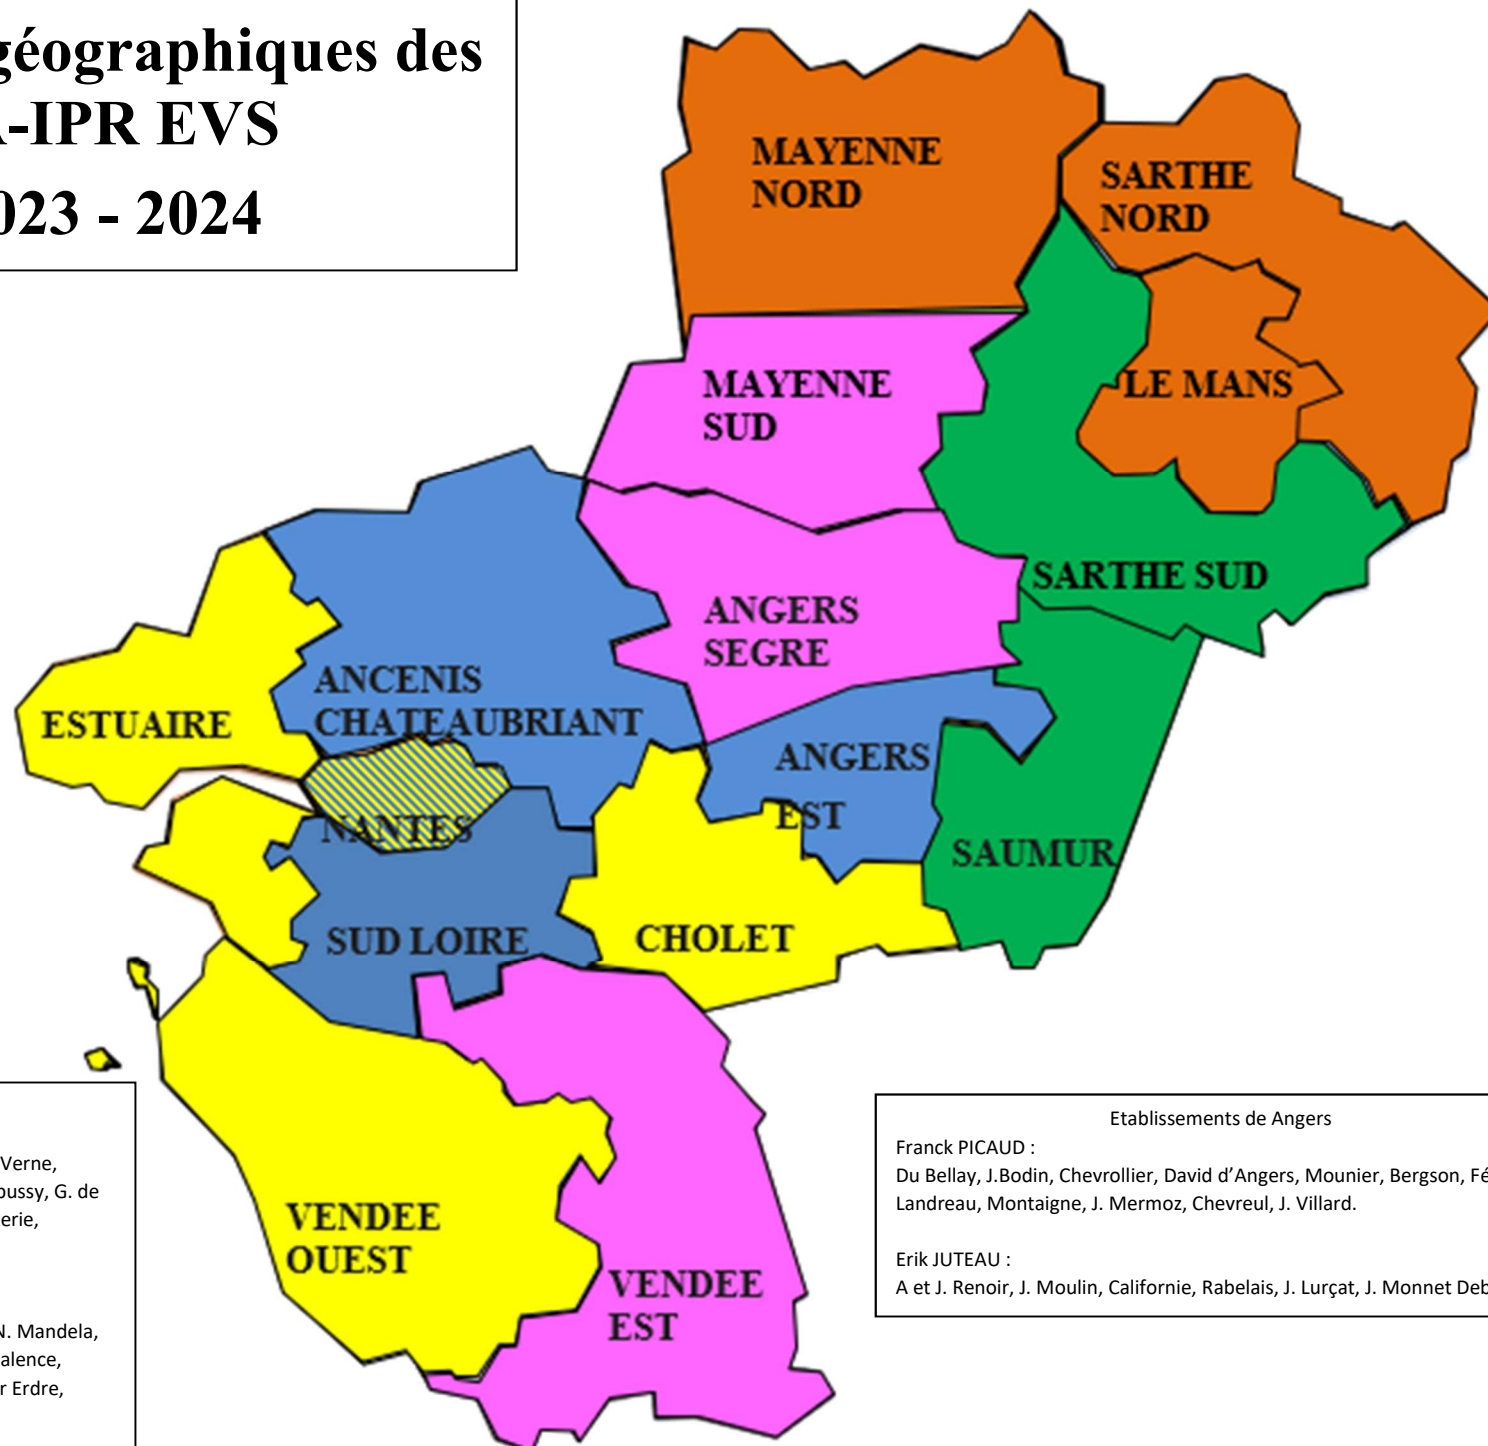 géographiques des
-IPR EVS
023 - 2024
MAYENNE
NORD
SARTHE
NORD
MAYENNE
SUD
LE MANS
SARTHE SUD
ANGERS
SEGRE
ANCENIS
CHATEAUBRIANT
ESTUAIRE
ANGERS
EST
NANTES
SAUMUR
SUD LOIRE
CHOLET
VENDEE
OUEST
VENDEE
EST
Verne,
bussy, G. de
erie,
N. Mandela,
alence,
r Erdre,
Etablissements de Angers
Franck PICAUD :
Du Bellay, J.Bodin, Chevrollier, David d’Angers, Mounier, Bergson, Fé
Landreau, Montaigne, J. Mermoz, Chevreul, J. Villard.
Erik JUTEAU :
A et J. Renoir, J. Moulin, Californie, Rabelais, J. Lurçat, J. Monnet Deb